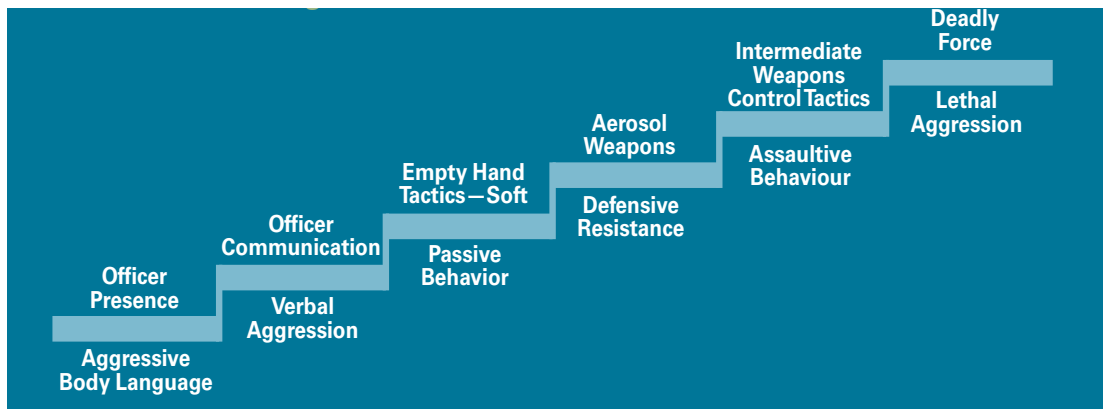 Officer
Presence
Aggressive
Body Language
Officer
Communication
Verbal
Aggression
Empty Hand
Tactics—Soft
Passive
Behavior
Aerosol
Weapons
Defensive
Resistance
Intermediate
Weapons
Control Tactics
Assaultive
Behaviour
Deadly
Force
Lethal
Aggression